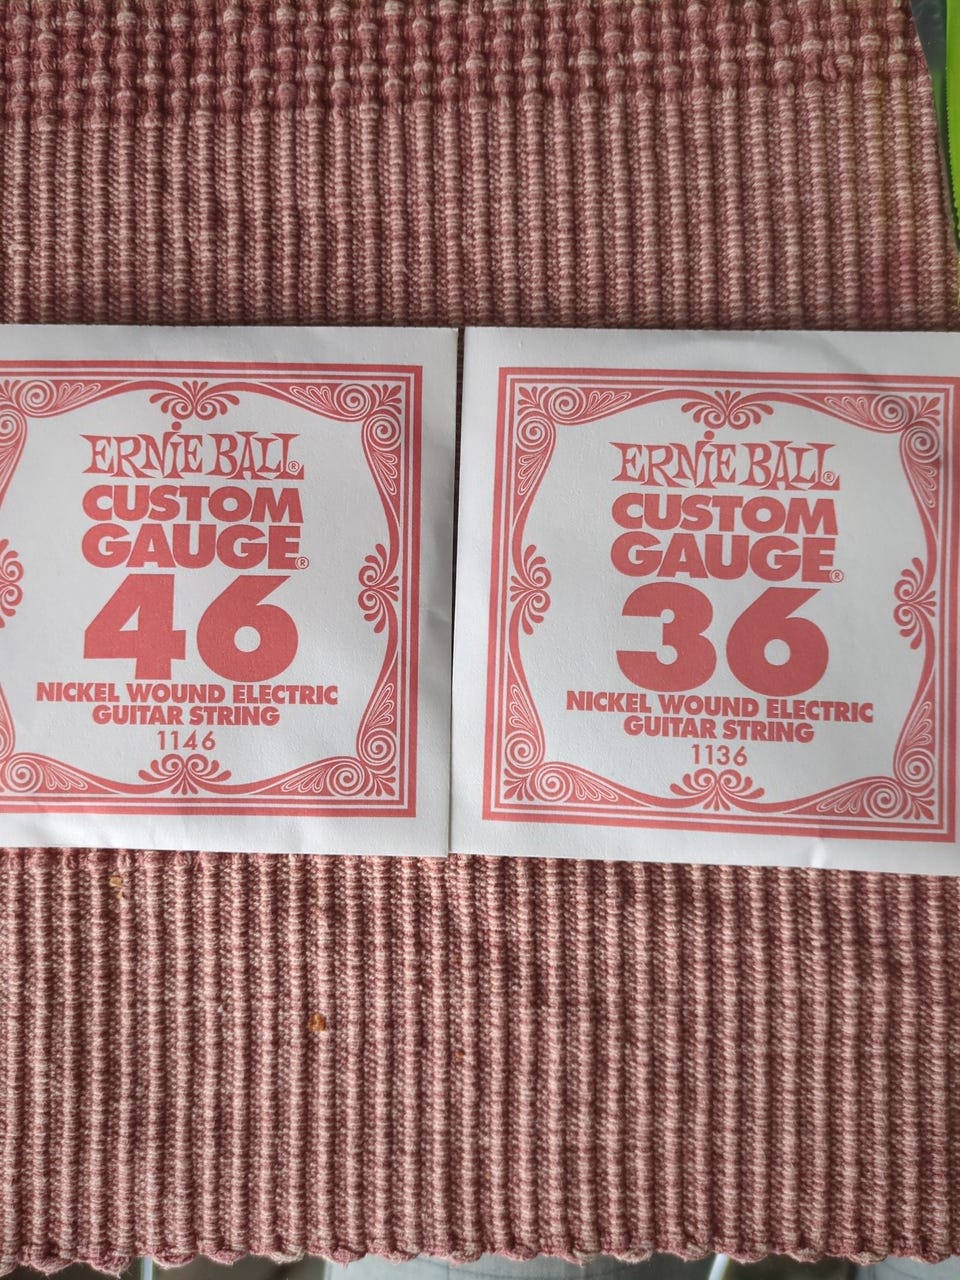 ERNIE BALL®
CUSTOM
GAUGE®
46
NICKEL WOUND ELECTRIC
GUITAR STRING
1146
ERNIE BALL®
CUSTOM
GAUGE®
36
NICKEL WOUND ELECTRIC
GUITAR STRING
1136